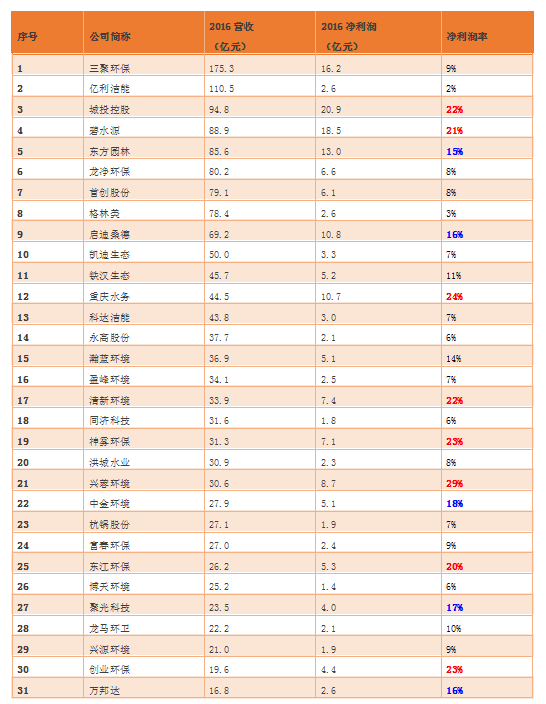 序号 公司简称 2016 营收 （亿元） 2016 净利润 （亿元） 净利润率
1 三聚环保 175.3 16.2 9%
2 亿利洁能 110.5 2.6 2%
3 城投控股 94.8 20.9 22%
4 碧水源 88.9 18.5 21%
5 东方园林 85.6 13.0 15%
6 龙净环保 80.2 6.6 8%
7 首创股份 79.1 6.1 8%
8 格林美 78.4 2.6 3%
9 启迪桑德 69.2 10.8 16%
10 凯迪生态 50.0 3.3 7%
11 铁汉生态 45.7 5.2 11%
12 重庆水务 44.5 10.7 24%
13 科达洁能 43.8 3.0 7%
14 永高股份 37.7 2.1 6%
15 瀚蓝环境 36.9 5.1 14%
16 盈峰环境 34.1 2.5 7%
17 清新环境 33.9 7.4 22%
18 同济科技 31.6 1.8 6%
19 神雾环保 31.3 7.1 23%
20 洪城水业 30.9 2.3 8%
21 兴蓉环境 30.6 8.7 29%
22 中金环境 27.9 5.1 18%
23 杭锅股份 27.1 1.9 7%
24 富春环保 27.0 2.4 9%
25 东江环保 26.2 5.3 20%
26 博天环境 25.2 1.4 6%
27 聚光科技 23.5 4.0 17%
28 龙马环卫 22.2 2.1 10%
29 兴源环境 21.0 1.9 9%
30 创业环保 19.6 4.4 23%
31 万邦达 16.8 2.6 16%